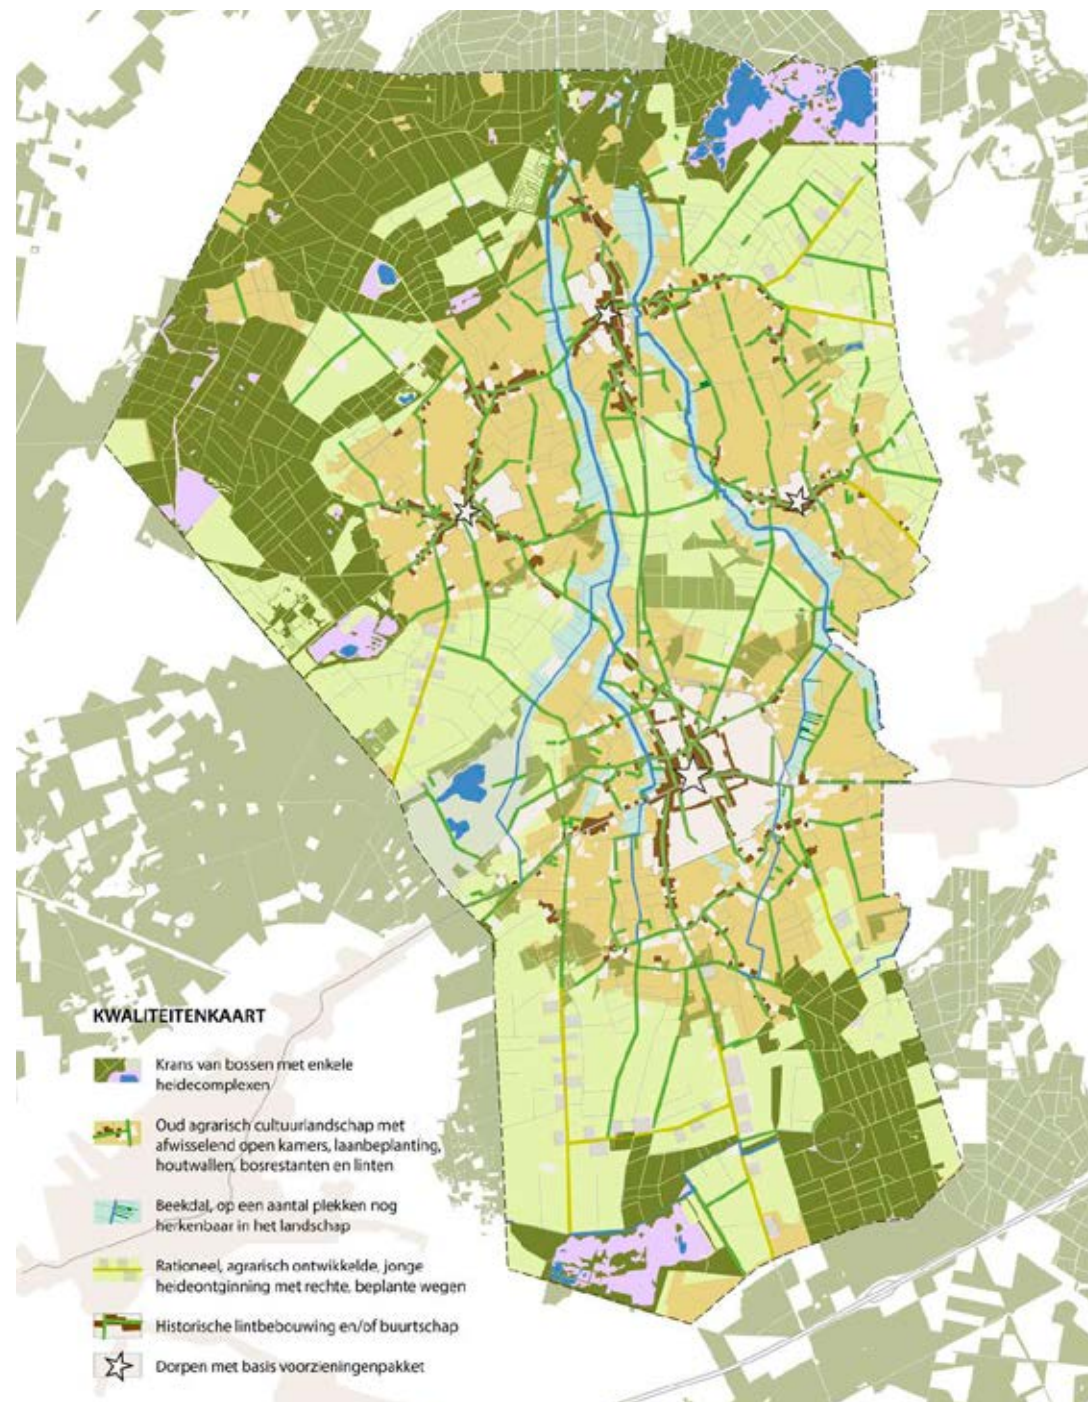 KWALITEITENKAART
Krans van bossen met enkele
heidecomplexen
Oud agrarisch cultuurlandschap met
afwisselend open kamers, laanbeplanting,
houtwallen, bosrestanten en linten
Beekdal, op een aantal plekken nog
herkenbaar in het landschap
Rationeel, agrarisch ontwikkelde, jonge
heideontginning met rechte, beplante wegen
Historische lintbebouwing en/of buurtschap
Dorpen met basis voorzieningenpakket